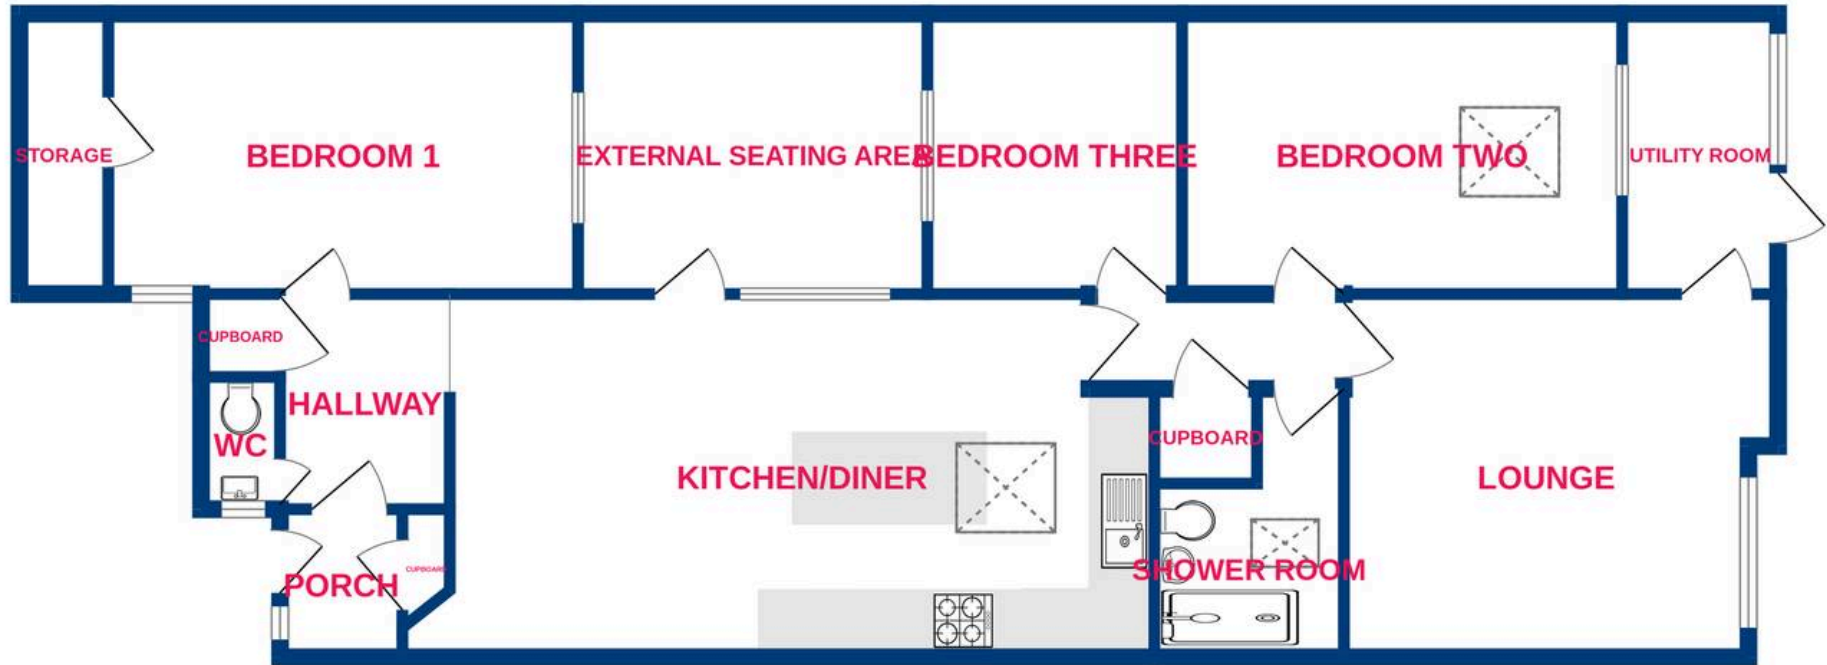 STORAGE
BEDROOM 1
EXTERNAL SEATING AREA
BEDROOM THREE
BEDROOM TWO
UTILITY ROOM
CUPBOARD
HALLWAY
WC
CUPBOARD
KITCHEN/DINER
LOUNGE
CUPBOARD
SHOWER ROOM
PORCH